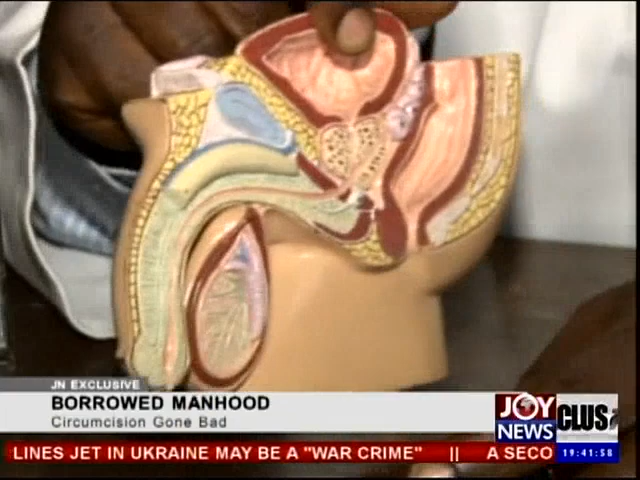 JN EXCLUSIVE
BORROWED MANHOOD
Circumcision Gone Bad
JOY
NEWS
CLUS
LINES JET IN UKRAINE MAY BE A "WAR CRIME" || A SECO
19:41:58